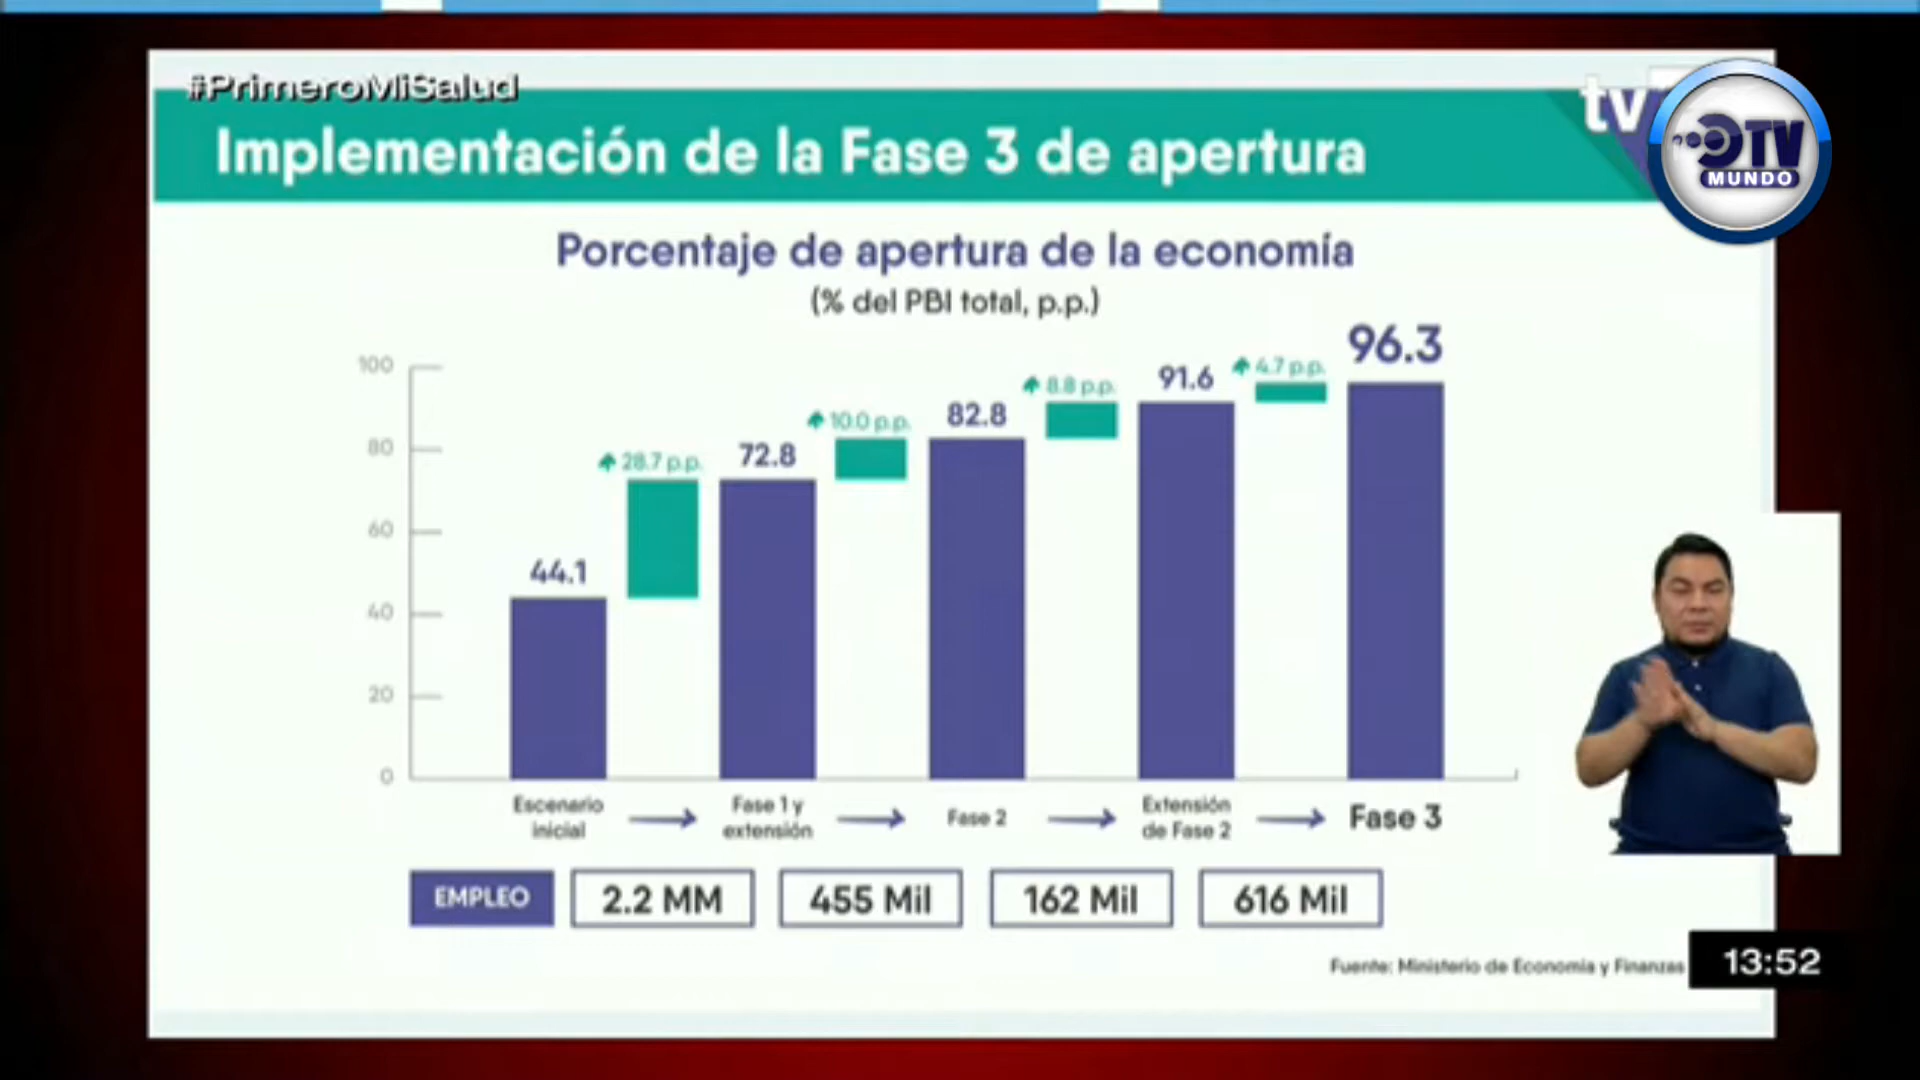 #PrimeroMiSalud
tv
OTV
MUNDO
Implementación de la Fase 3 de apertura
Porcentaje de apertura de la economía
(% del PBI total, p.p.)
100
80
60
40
20
0
44.1
28.7 p.p.
72.8
10.0 p.p.
82.8
8.8 p.p.
91.6
4.7 p.p.
96.3
Escenario
inicial
Fase 1 y
extensión
Fase 2
Extensión
de Fase 2
Fase 3
EMPLEO
2.2 MM
455 Mil
162 Mil
616 Mil
Fuente: Ministerio de Economía y Finanzas
13:52